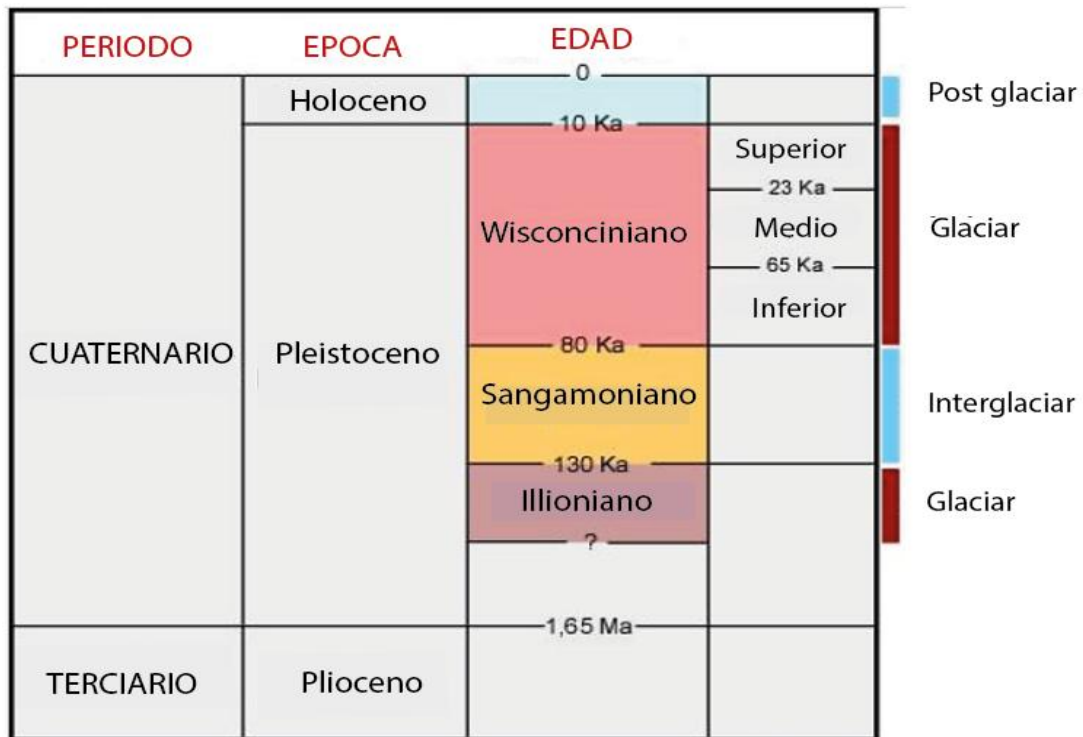 PERIODO
EPOCA
EDAD
0
Holoceno
Post glaciar
10 Ka
Superior
23 Ka
Wisconciniano
Medio
Glaciar
65 Ka
Inferior
80 Ka
CUATERNARIO
Pleistoceno
Sangamoniano
Interglaciar
130 Ka
Illioniano
Glaciar
?
1,65 Ma
TERCIARIO
Plioceno